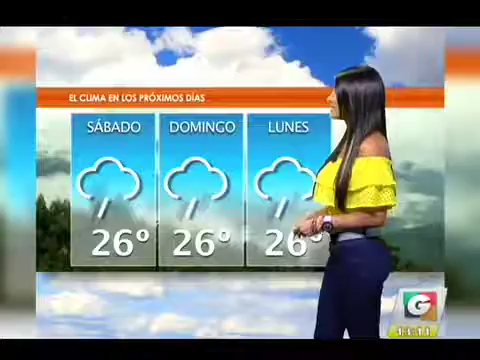 EL CLIMA EN LOS PRÓXIMOS DÍAS
SÁBADO DOMINGO LUNES
26° 26° 26°
G